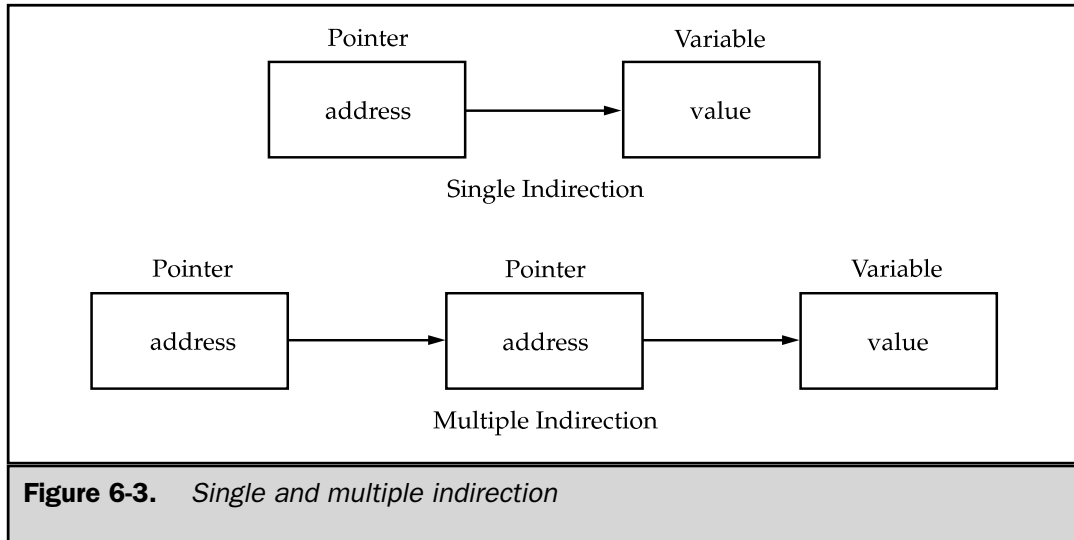 Pointer Variable
address value
Single Indirection
Pointer Pointer Variable
address address value
Multiple Indirection
Figure 6-3. Single and multiple indirection